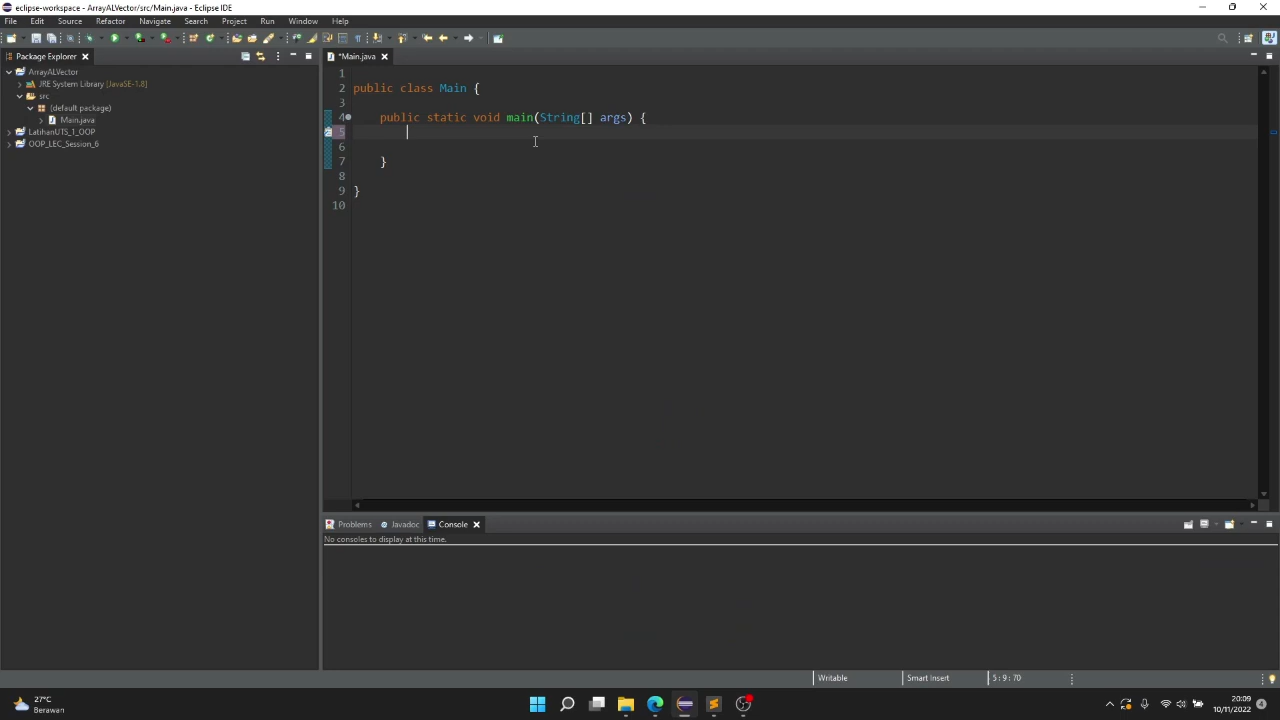 eclipse-workspace - ArrayALVector/src/Main.java - Eclipse IDE
File Edit Source Refactor Navigate Search Project Run Window Help
Package Explorer
*Main.java
ArrayALVector
JRE System Library [JavaSE-1.8]
src
(default package)
Main.java
LatihanUTS_1_OOP
OOP_LEC_Session_6
1
2 public class Main {
3
4 public static void main(String[] args) {
5
6
7 }
8
9 }
10
Problems Javadoc Console
No consoles to display at this time.
Writable Smart Insert 5 : 9 : 70
27°C
Berawan
20:09
10/11/2022